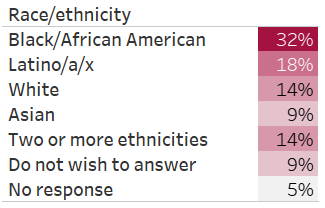 Race/ethnicity
Black/African American 32%
Latino/a/x 18%
White 14%
Asian 9%
Two or more ethnicities 14%
Do not wish to answer 9%
No response 5%